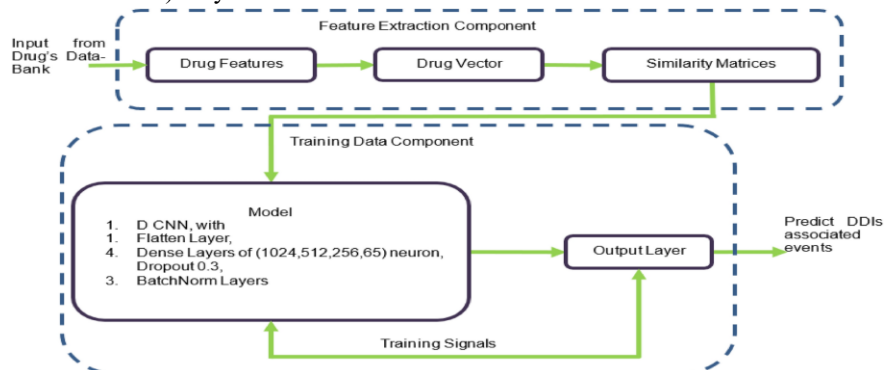 Feature Extraction Component
Input from
Drug's Data-
Bank
Drug Features
Drug Vector
Similarity Matrices
Training Data Component
Model
1. D CNN, with
1. Flatten Layer,
4. Dense Layers of (1024,512,256,65) neuron,
Dropout 0.3,
3. BatchNorm Layers
Output Layer
Predict DDIs
associated
events
Training Signals